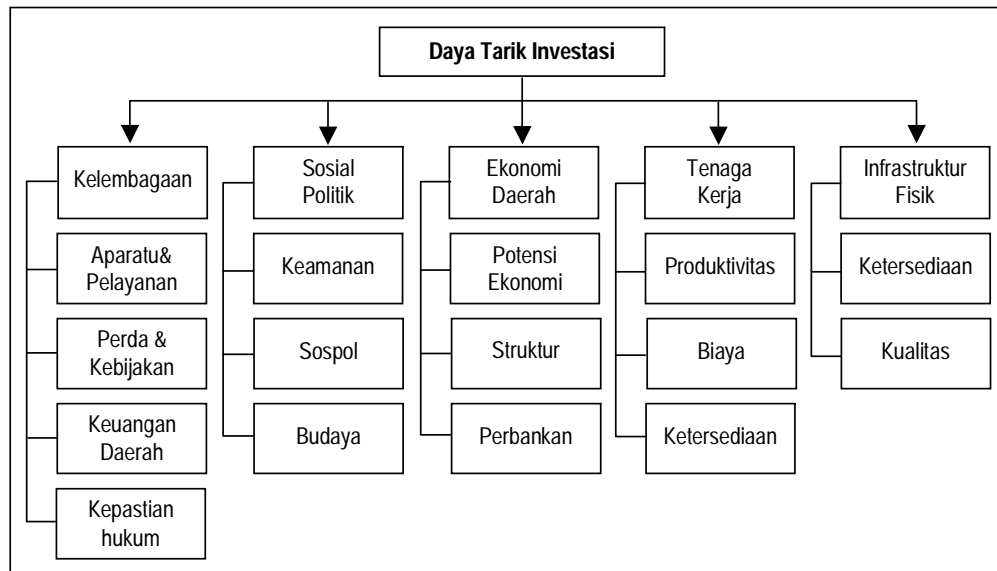 Daya Tarik Investasi
Kelembagaan
Aparatu&
Pelayanan
Perda &
Kebijakan
Keuangan
Daerah
Kepastian
hukum
Sosial
Politik
Keamanan
Sospol
Budaya
Ekonomi
Daerah
Potensi
Ekonomi
Struktur
Perbankan
Tenaga
Kerja
Produktivitas
Biaya
Ketersediaan
Infrastruktur
Fisik
Ketersediaan
Kualitas